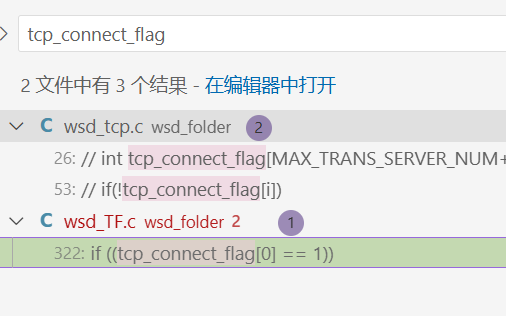 tcp_connect_flag
2 文件中有 3 个结果 - 在编辑器中打开
C wsd_tcp.c wsd_folder 2
26: // int tcp_connect_flag[MAX_TRANS_SERVER_NUM+
53: // if(!tcp_connect_flag[i])
C wsd_TF.c wsd_folder 2 1
322: if ((tcp_connect_flag[0] == 1))